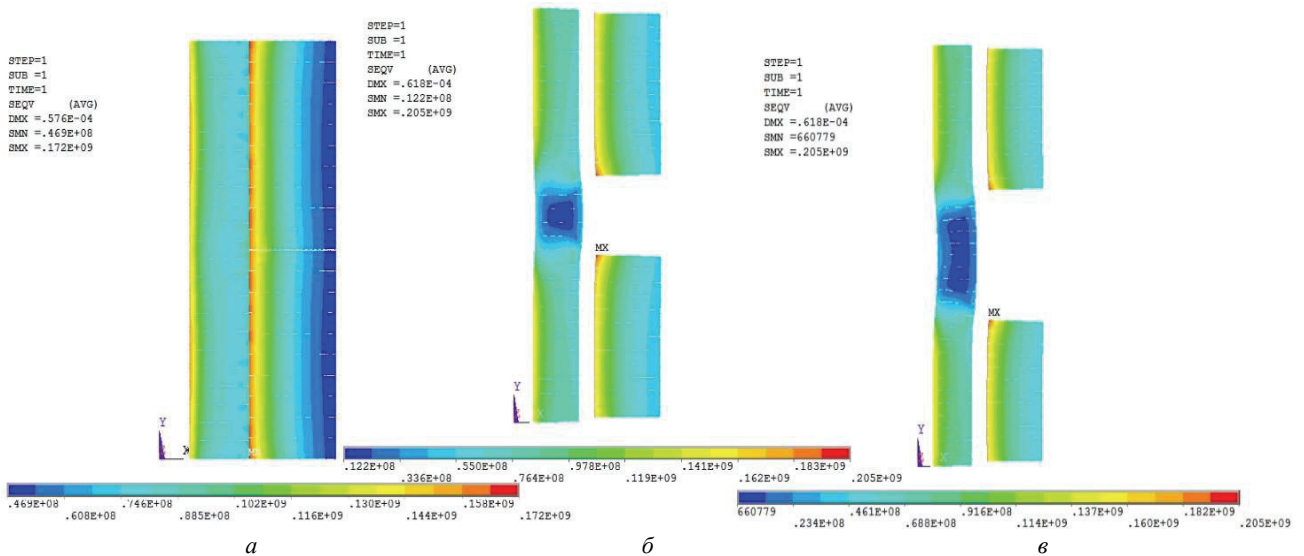 STEP=1
SUB =1
TIME=1
SEQV (AVG)
DMX =.576E-04
SMN =.469E+08
SMX =.172E+09
Y
X
MX
.469E+08 .746E+08 .102E+09 .130E+09 .158E+09
.608E+08 .885E+08 .116E+09 .144E+09 .172E+09
а
STEP=1
SUB =1
TIME=1
SEQV (AVG)
DMX =.618E-04
SMN =.122E+08
SMX =.205E+09
MX
Y
X
.122E+08 .550E+08 .978E+08 .141E+09 .183E+09
.336E+08 .764E+08 .119E+09 .162E+09 .205E+09
б
STEP=1
SUB =1
TIME=1
SEQV (AVG)
DMX =.618E-04
SMN =660779
SMX =.205E+09
MX
Y
X
660779 .461E+08 .916E+08 .137E+09 .182E+09
.234E+08 .688E+08 .114E+09 .160E+09 .205E+09
в